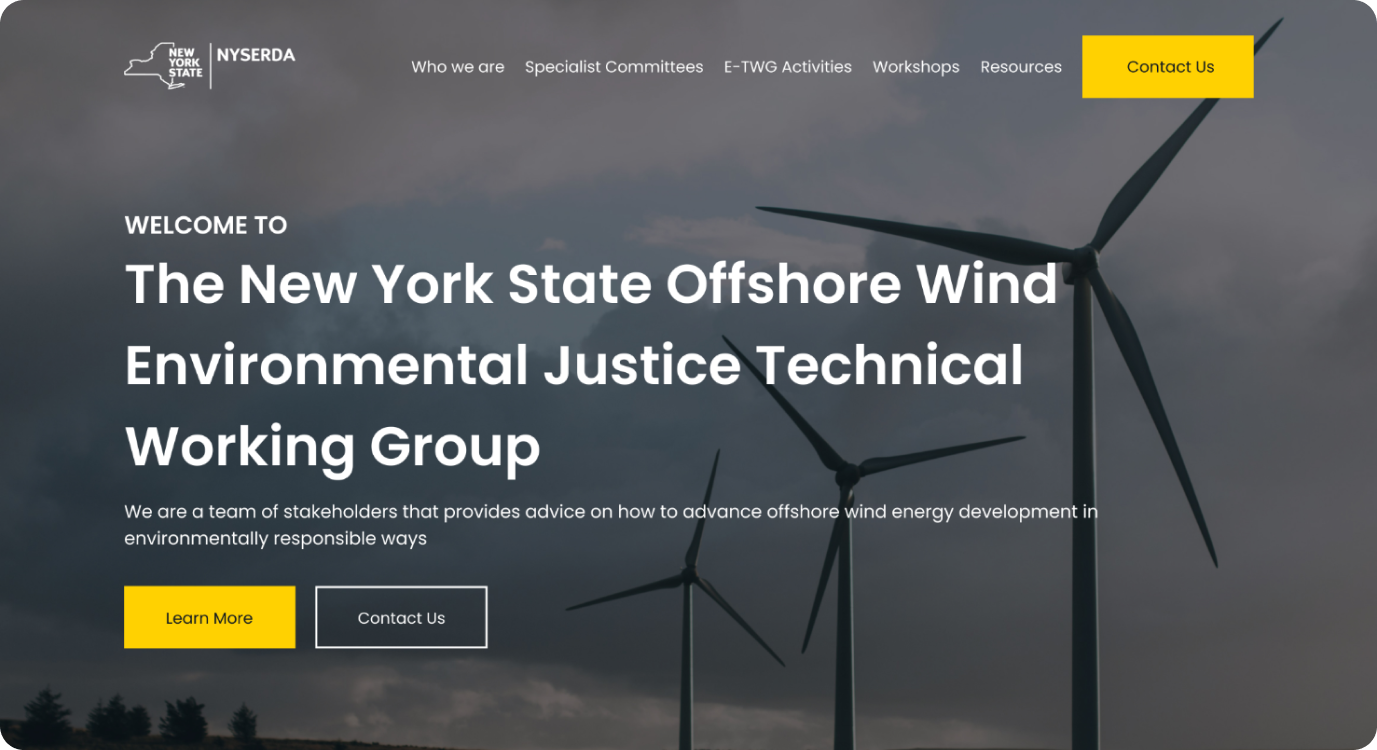 NEW
YORK
STATE
NYSERDA
Who we are
Specialist Committees
E-TWG Activities
Workshops
Resources
Contact Us
WELCOME TO
The New York State Offshore Wind
Environmental Justice Technical
Working Group
We are a team of stakeholders that provides advice on how to advance offshore wind energy development in
environmentally responsible ways
Learn More
Contact Us